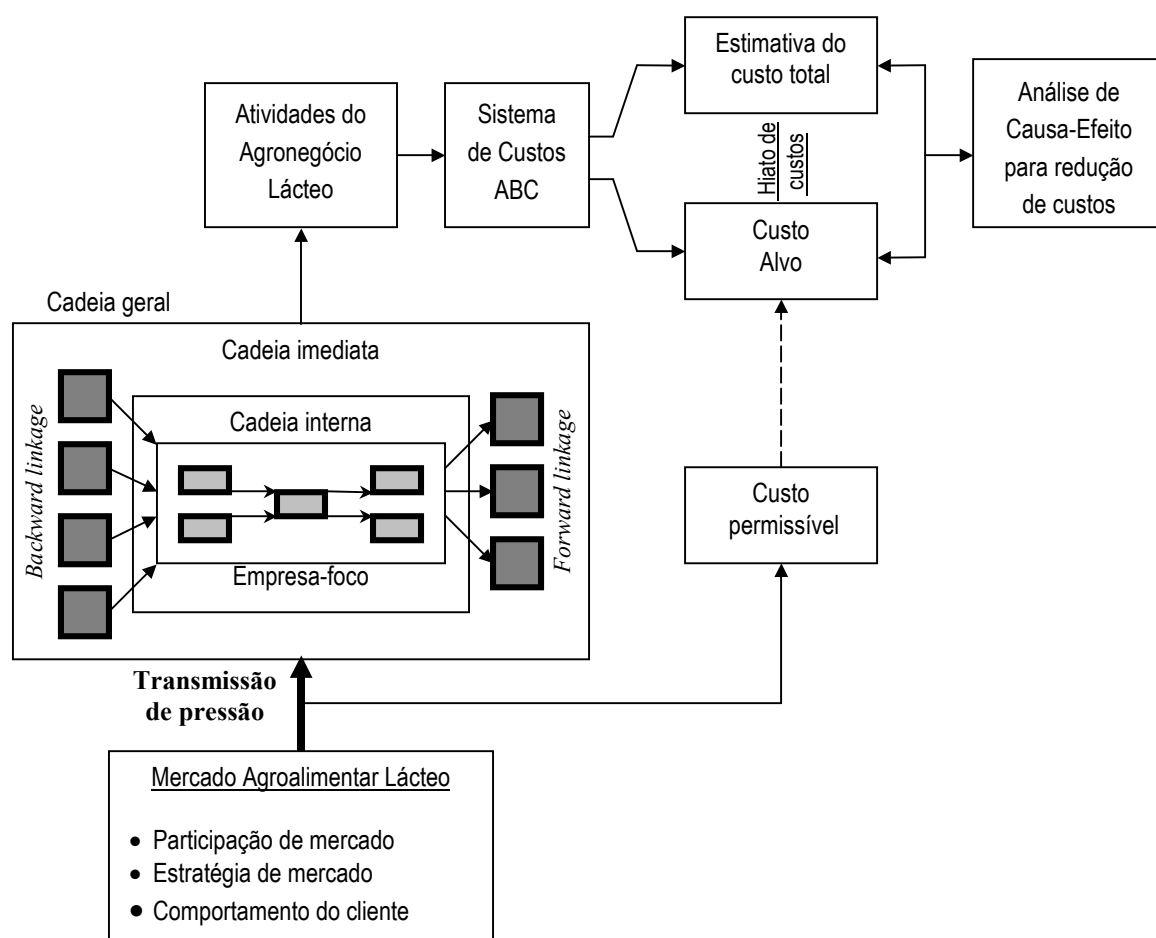 Estimativa do
custo total
Atividades do
Agronegócio
Lácteo
Sistema
de Custos
ABC
Hiato de
custos
Análise de
Causa-Efeito
para redução
de custos
Custo
Alvo
Cadeia geral
Cadeia imediata
Backward linkage
Cadeia interna
Forward linkage
Empresa-foco
Custo
permissível
Transmissão
de pressão
Mercado Agroalimentar Lácteo
• Participação de mercado
• Estratégia de mercado
• Comportamento do cliente